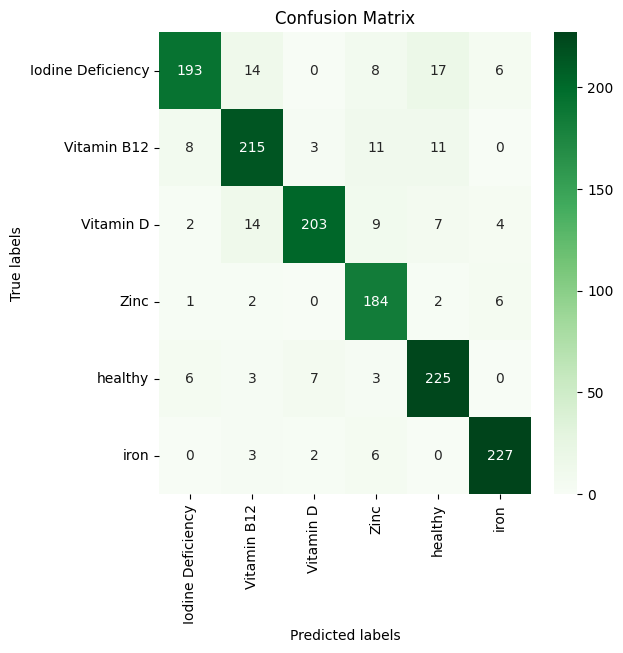 Confusion Matrix
Iodine Deficiency 193 14 0 8 17 6
Vitamin B12 8 215 3 11 11 0
Vitamin D 2 14 203 9 7 4
Zinc 1 2 0 184 2 6
healthy 6 3 7 3 225 0
iron 0 3 2 6 0 227
Iodine Deficiency Vitamin B12 Vitamin D Zinc healthy iron
Predicted labels
True labels
200
150
100
50
0